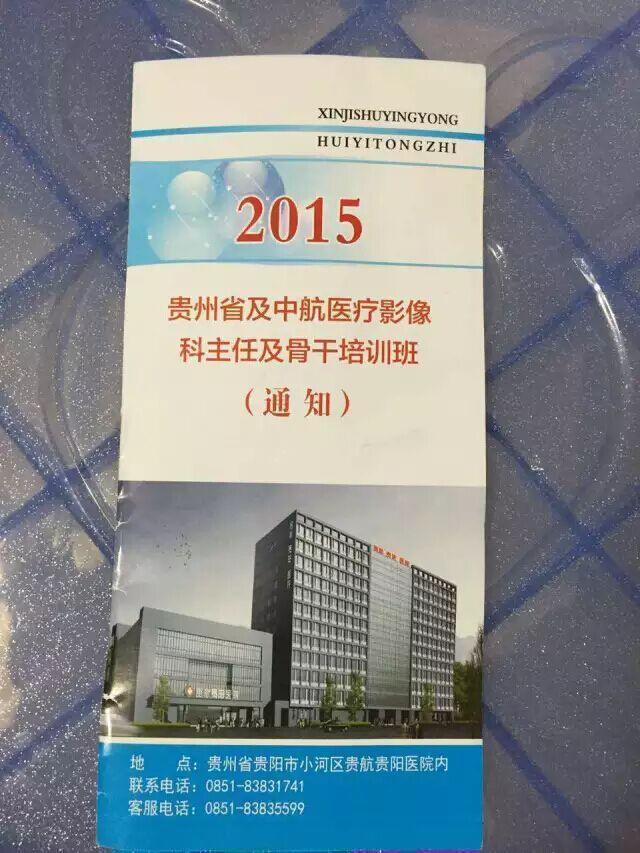 XINJISHUYINGYONG
HUIYITONGZHI
2015
贵州省及中航医疗影像
科主任及骨干培训班
（通 知）
地 点：贵州省贵阳市小河区贵航贵阳医院内
联系电话：0851-83831741
客服电话：0851-83835599